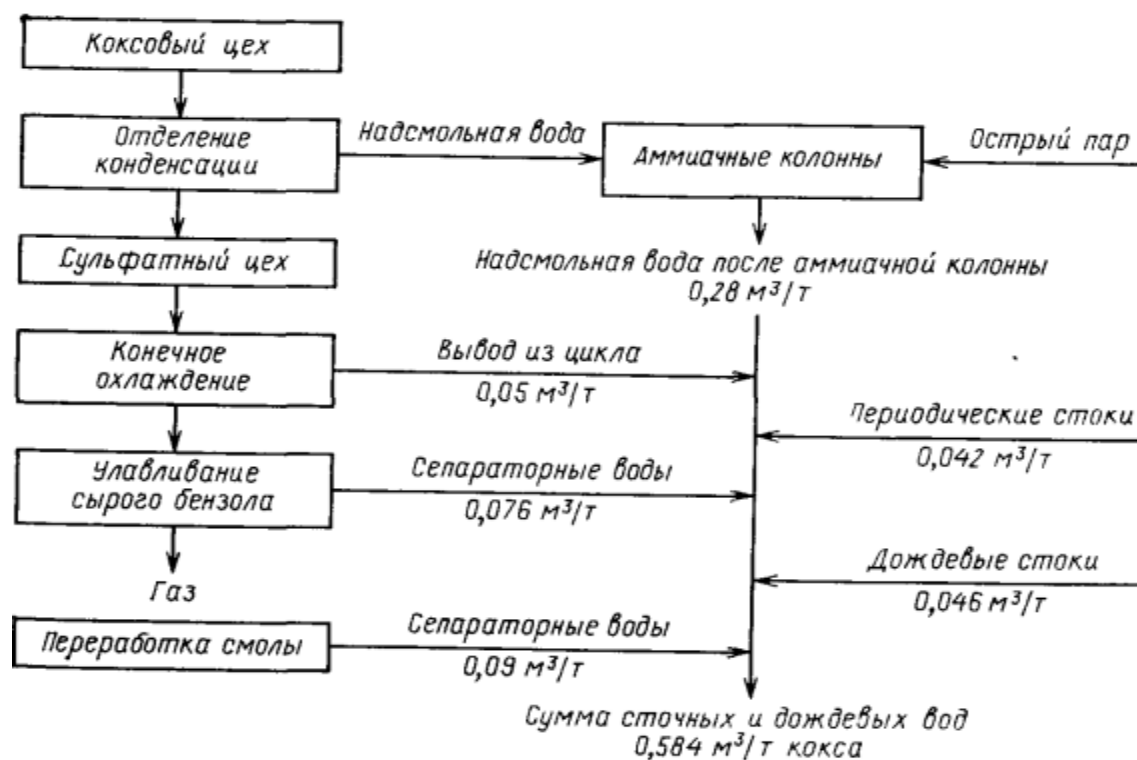 Коксовый цех
Отделение
конденсации
Надсмольная вода
Аммиачные колонны
Острый пар
Сульфатный цех
Надсмольная вода после аммиачной колонны
0,28 м³/т
Конечное
охлаждение
Вывод из цикла
0,05 м³/т
Периодические стоки
0,042 м³/т
Улавливание
сырого бензола
Сепараторные воды
0,076 м³/т
Дождевые стоки
0,046 м³/т
Газ
Переработка смолы
Сепараторные воды
0,09 м³/т
Сумма сточных и дождевых вод
0,584 м³/т кокса